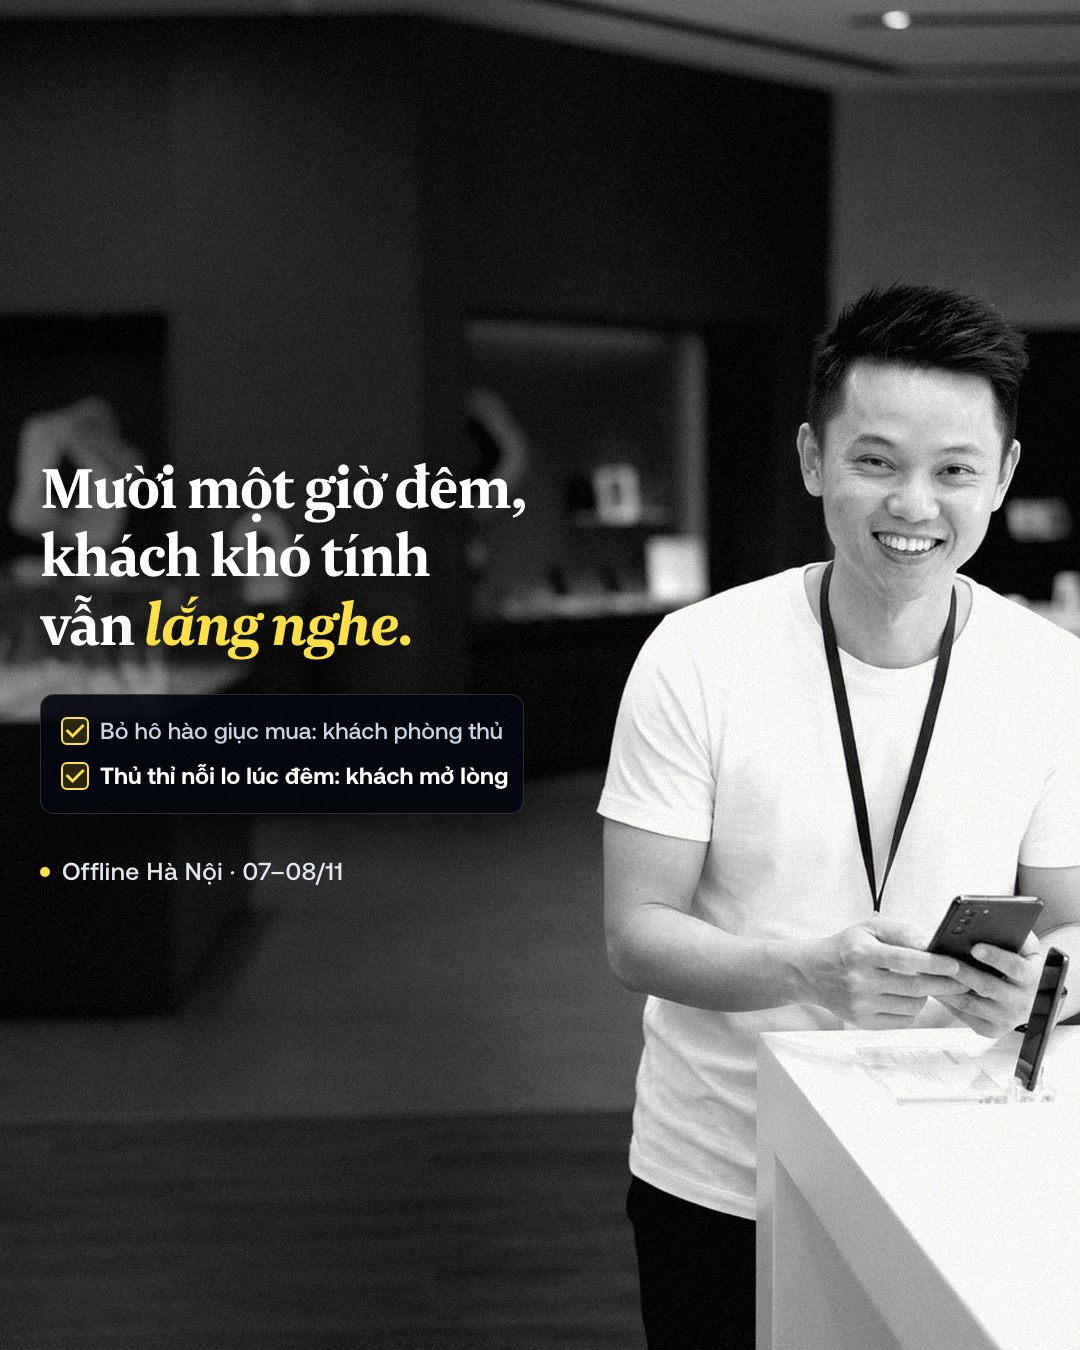 Mười một giờ đêm,
khách khó tính
vẫn lắng nghe.
Bỏ hô hào giục mua: khách phòng thủ
Thủ thỉ nỗi lo lúc đêm: khách mở lòng
Offline Hà Nội · 07–08/11